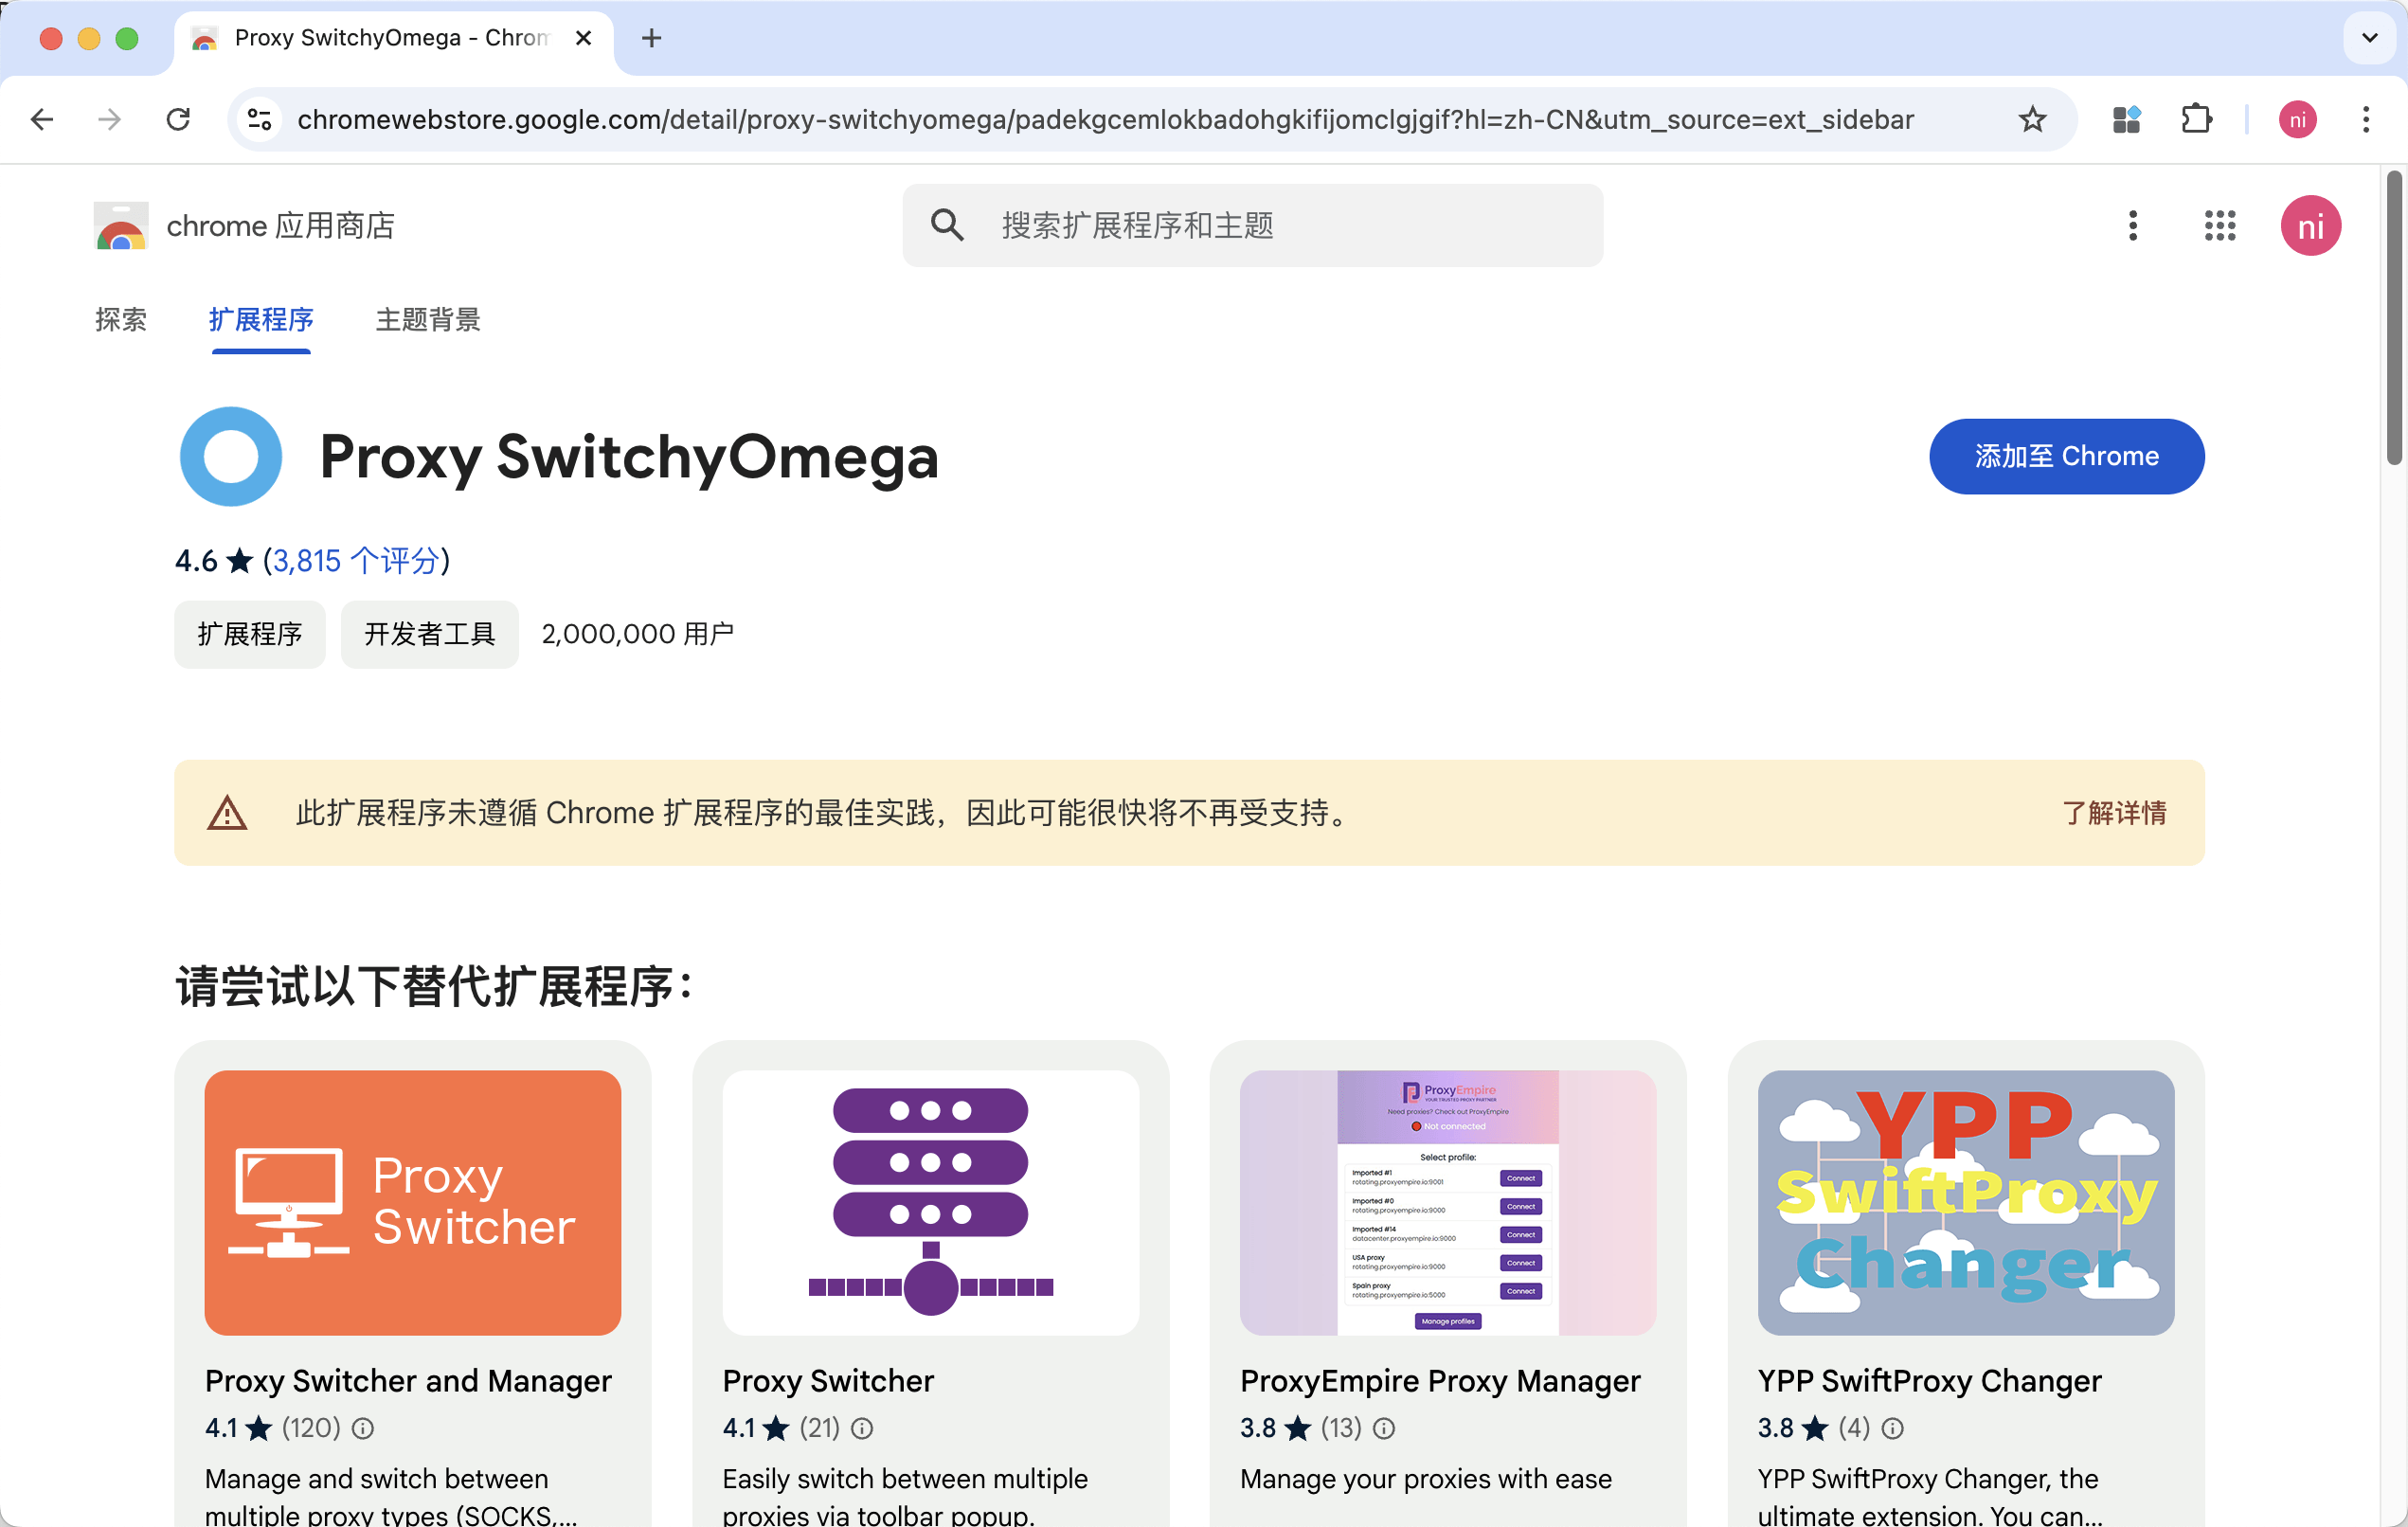 Proxy SwitchyOmega - Chrom
chromewebstore.google.com/detail/proxy-switchyomega/padekgcemlokbadohgkifijomclgjgif?hl=zh-CN&utm_source=ext_sidebar
ni
chrome 应用商店
搜索扩展程序和主题
ni
探索
扩展程序
主题背景
Proxy SwitchyOmega
添加至 Chrome
4.6 ★ (3,815 个评分)
扩展程序
开发者工具
2,000,000 用户
此扩展程序未遵循 Chrome 扩展程序的最佳实践，因此可能很快将不再受支持。
了解详情
请尝试以下替代扩展程序：
Proxy
Switcher
Proxy Switcher and Manager
4.1 ★ (120)
Manage and switch between
multiple proxy types (SOCKS,...
Proxy Switcher
4.1 ★ (21)
Easily switch between multiple
proxies via toolbar popup.
ProxyEmpire
YOUR TRUSTED PROXY PARTNER
Need proxies? Check out ProxyEmpire
Not connected
Select profile:
Imported #1
rotating.proxyempire.io:9001
Connect
Imported #0
rotating.proxyempire.io:9000
Connect
Imported #14
datacenter.proxyempire.io:9000
Connect
USA proxy
rotating.proxyempire.io:9000
Connect
Spain proxy
rotating.proxyempire.io:5000
Connect
Manage profiles
ProxyEmpire Proxy Manager
3.8 ★ (13)
Manage your proxies with ease
YPP
SwiftProxy
Changer
YPP SwiftProxy Changer
3.8 ★ (4)
YPP SwiftProxy Changer, the
ultimate extension. You can...